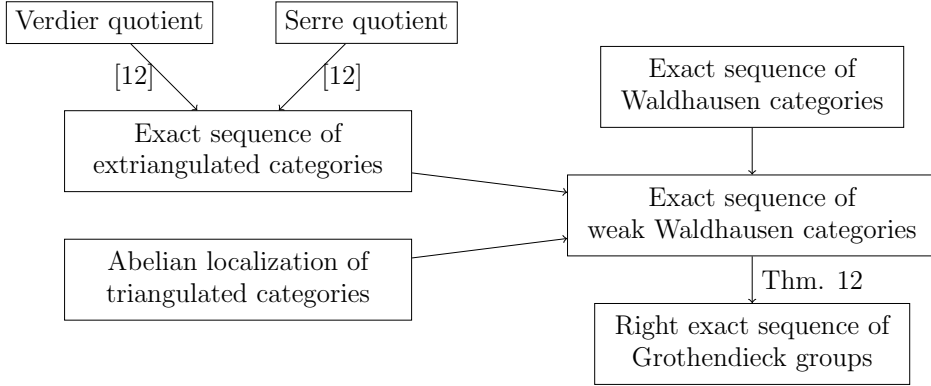 Verdier quotient
Serre quotient
[12]
[12]
Exact sequence of
extriangulated categories
Exact sequence of
Waldhausen categories
Exact sequence of
weak Waldhausen categories
Abelian localization of
triangulated categories
Thm. 12
Right exact sequence of
Grothendieck groups